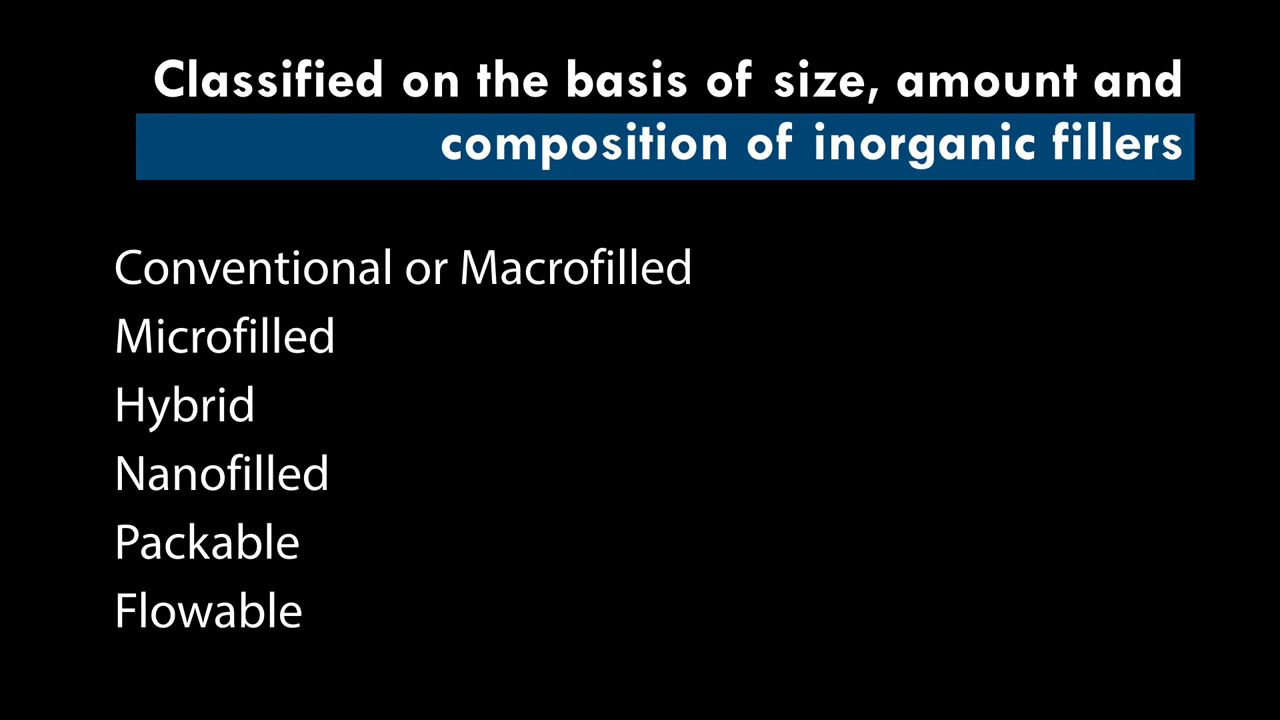 Classified on the basis of size, amount and
composition of inorganic fillers
Conventional or Macrofilled
Microfilled
Hybrid
Nanofilled
Packable
Flowable